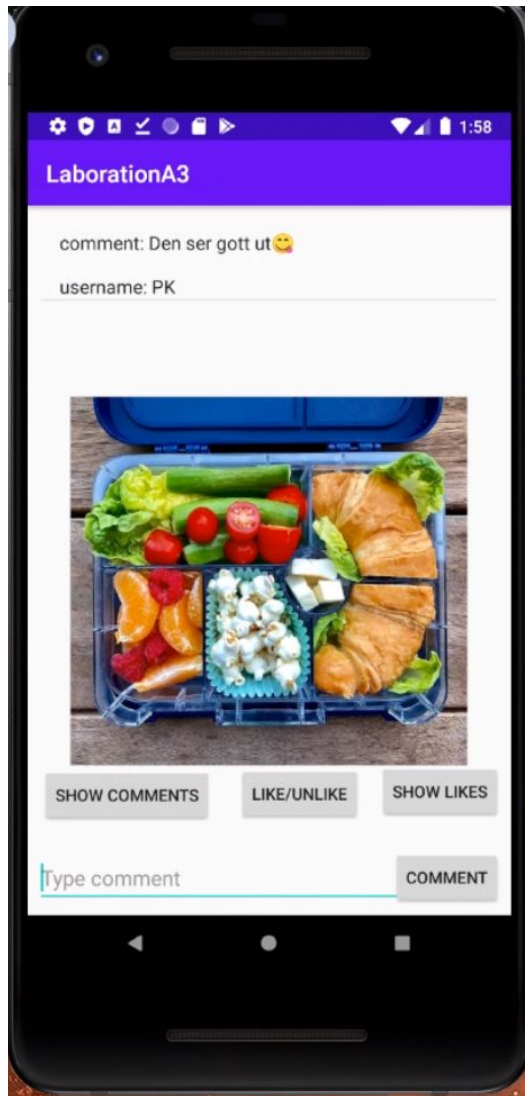 1:58
LaborationA3
comment: Den ser gott ut😋
username: PK
SHOW COMMENTS
LIKE/UNLIKE
SHOW LIKES
Type comment
COMMENT